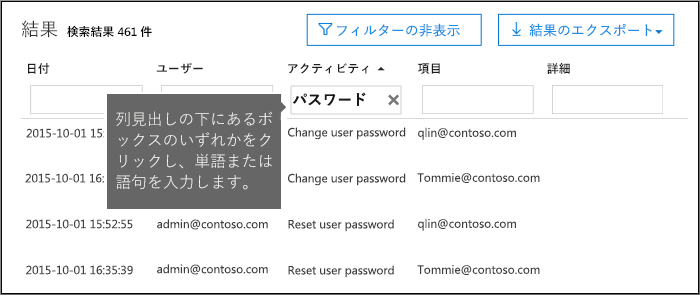 結果 検索結果 461 件 フィルターの非表示 結果のエクスポート
日付 ユーザー アクティビティ 項目 詳細
パスワード
列見出しの下にあるボ
ックスのいずれかをク
リックし、単語または
語句を入力します。
2015-10-01 15: Change user password qlin@contoso.com
2015-10-01 16: Change user password Tommie@contoso.com
2015-10-01 15:52:55 admin@contoso.com Reset user password qlin@contoso.com
2015-10-01 16:35:39 admin@contoso.com Reset user password Tommie@contoso.com